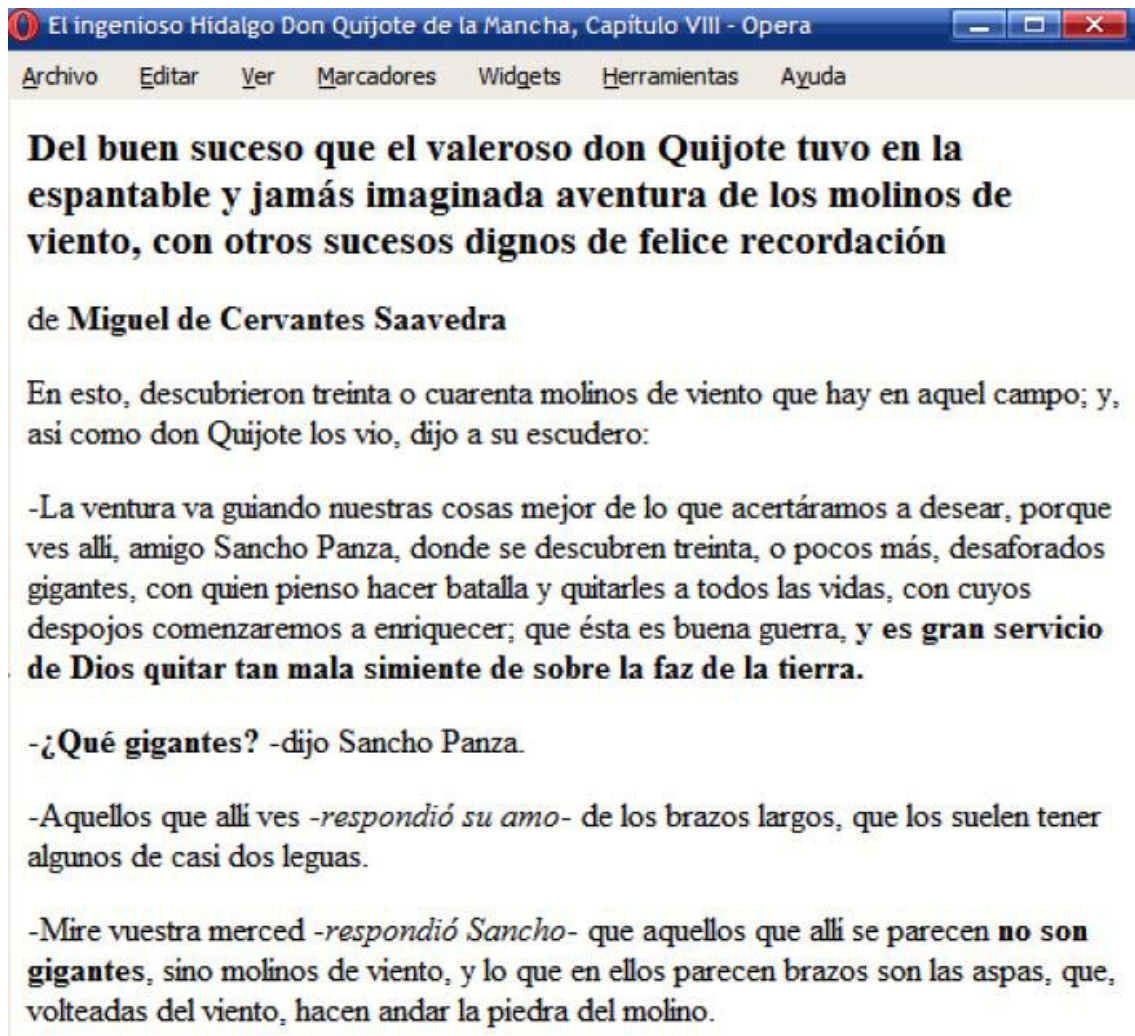 El ingenioso Hidalgo Don Quijote de la Mancha, Capítulo VIII - Opera
Archivo Editar Ver Marcadores Widgets Herramientas Ayuda
Del buen suceso que el valeroso don Quijote tuvo en la
espantable y jamás imaginada aventura de los molinos de
viento, con otros sucesos dignos de felice recordación
de Miguel de Cervantes Saavedra
En esto, descubrieron treinta o cuarenta molinos de viento que hay en aquel campo; y,
así como don Quijote los vio, dijo a su escudero:
-La ventura va guiando nuestras cosas mejor de lo que acertáramos a desear, porque
ves allí, amigo Sancho Panza, donde se descubren treinta, o pocos más, desaforados
gigantes, con quien pienso hacer batalla y quitarles a todos las vidas, con cuyos
despojos comenzaremos a enriquecer; que ésta es buena guerra, y es gran servicio
de Dios quitar tan mala simiente de sobre la faz de la tierra.
-¿Qué gigantes? -dijo Sancho Panza.
-Aquellos que allí ves -respondió su amo- de los brazos largos, que los suelen tener
algunos de casi dos leguas.
-Mire vuestra merced -respondió Sancho- que aquellos que allí se parecen no son
gigantes, sino molinos de viento, y lo que en ellos parecen brazos son las aspas, que,
volteadas del viento, hacen andar la piedra del molino.